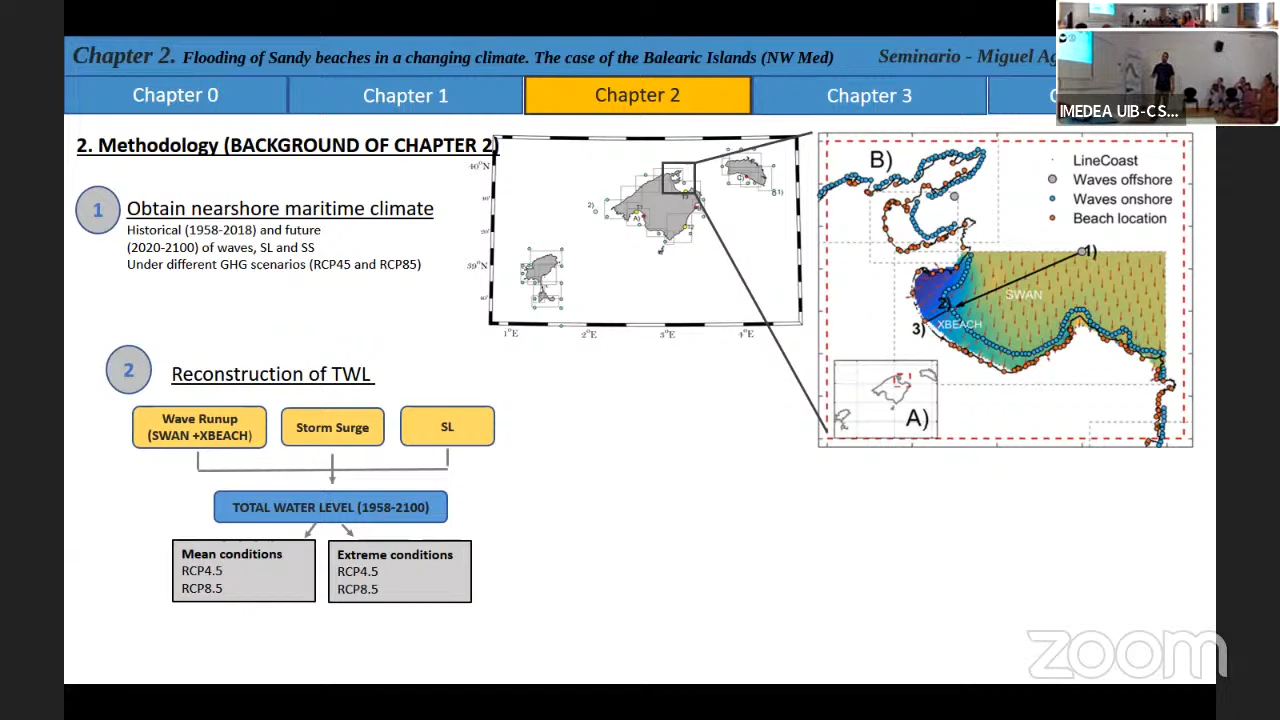 Chapter 2. Flooding of Sandy beaches in a changing climate. The case of the Balearic Islands (NW Med)
Seminario - Miguel Ag
IMEDEA UIB-CS...
Chapter 0
Chapter 1
Chapter 2
Chapter 3
C
2. Methodology (BACKGROUND OF CHAPTER 2)
1
Obtain nearshore maritime climate
Historical (1958-2018) and future
(2020-2100) of waves, SL and SS
Under different GHG scenarios (RCP45 and RCP85)
40°N
39°N
1°E
2°E
3°E
4°E
A)
2)
B)
LineCoast
Waves offshore
Waves onshore
Beach location
1)
SWAN
2)
XBEACH
3)
A)
2
Reconstruction of TWL
Wave Runup
(SWAN +XBEACH)
Storm Surge
SL
TOTAL WATER LEVEL (1958-2100)
Mean conditions
RCP4.5
RCP8.5
Extreme conditions
RCP4.5
RCP8.5
zoom